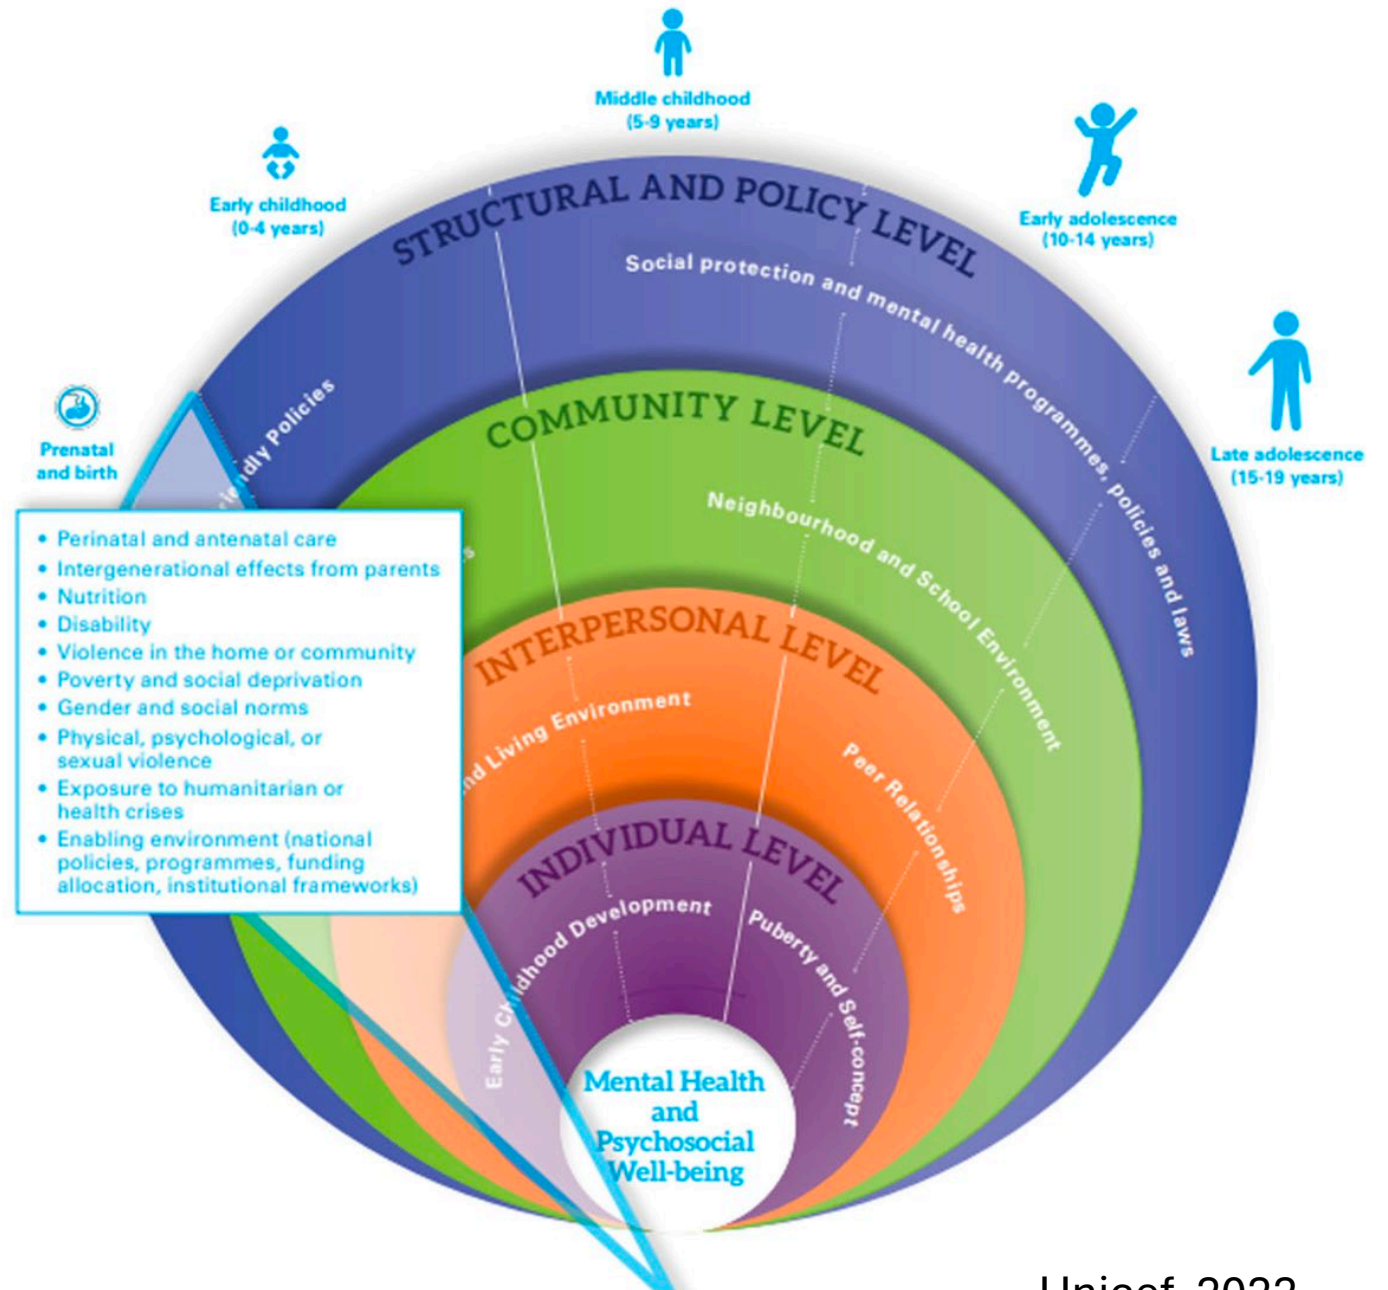 Middle childhood
(5-9 years)
Early childhood
(0-4 years)
Early adolescence
(10-14 years)
Late adolescence
(15-19 years)
Prenatal
and birth
STRUCTURAL AND POLICY LEVEL
Social protection and mental health programmes, policies and laws
Policies
COMMUNITY LEVEL
Neighbourhood and School Environment
INTERPERSONAL LEVEL
Living Environment
Peer Relationships
INDIVIDUAL LEVEL
Early Childhood Development
Puberty and Self-concept
Mental Health
and
Psychosocial
Well-being
• Perinatal and antenatal care
• Intergenerational effects from parents
• Nutrition
• Disability
• Violence in the home or community
• Poverty and social deprivation
• Gender and social norms
• Physical, psychological, or
sexual violence
• Exposure to humanitarian or
health crises
• Enabling environment (national
policies, programmes, funding
allocation, institutional frameworks)